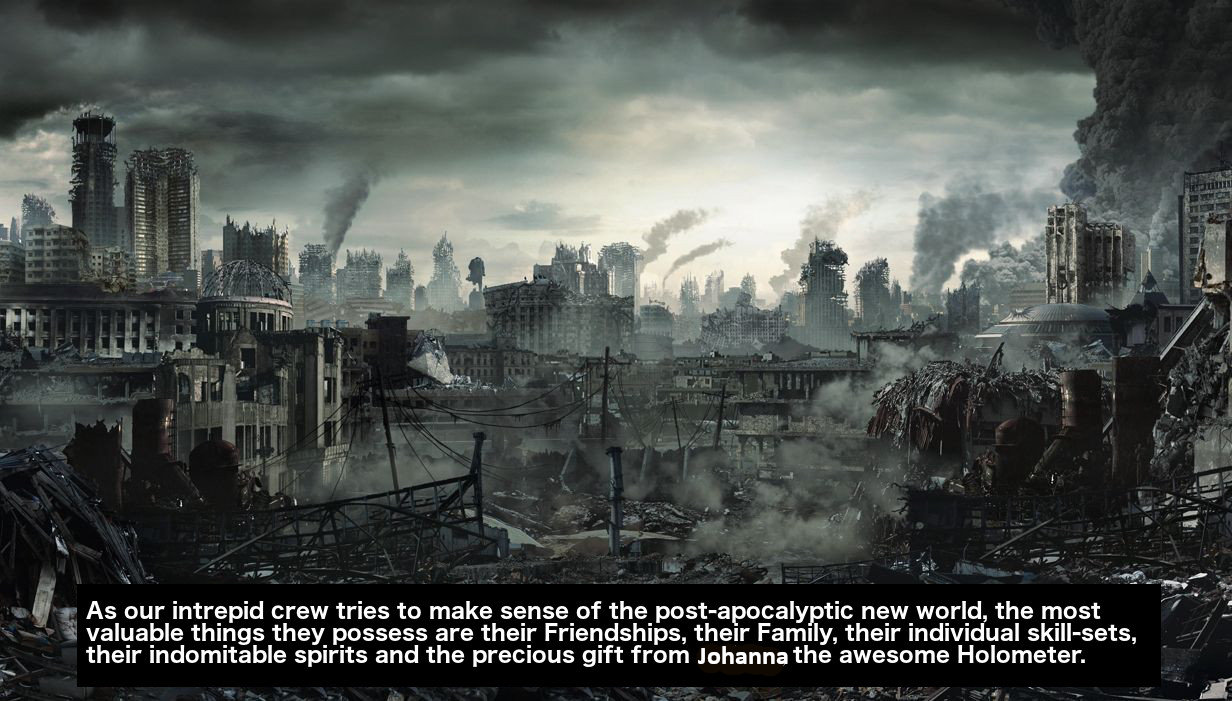 As our intrepid crew tries to make sense of the post-apocalyptic new world, the most
valuable things they possess are their Friendships, their Family, their individual skill-sets,
their indomitable spirits and the precious gift from Johanna the awesome Holometer.